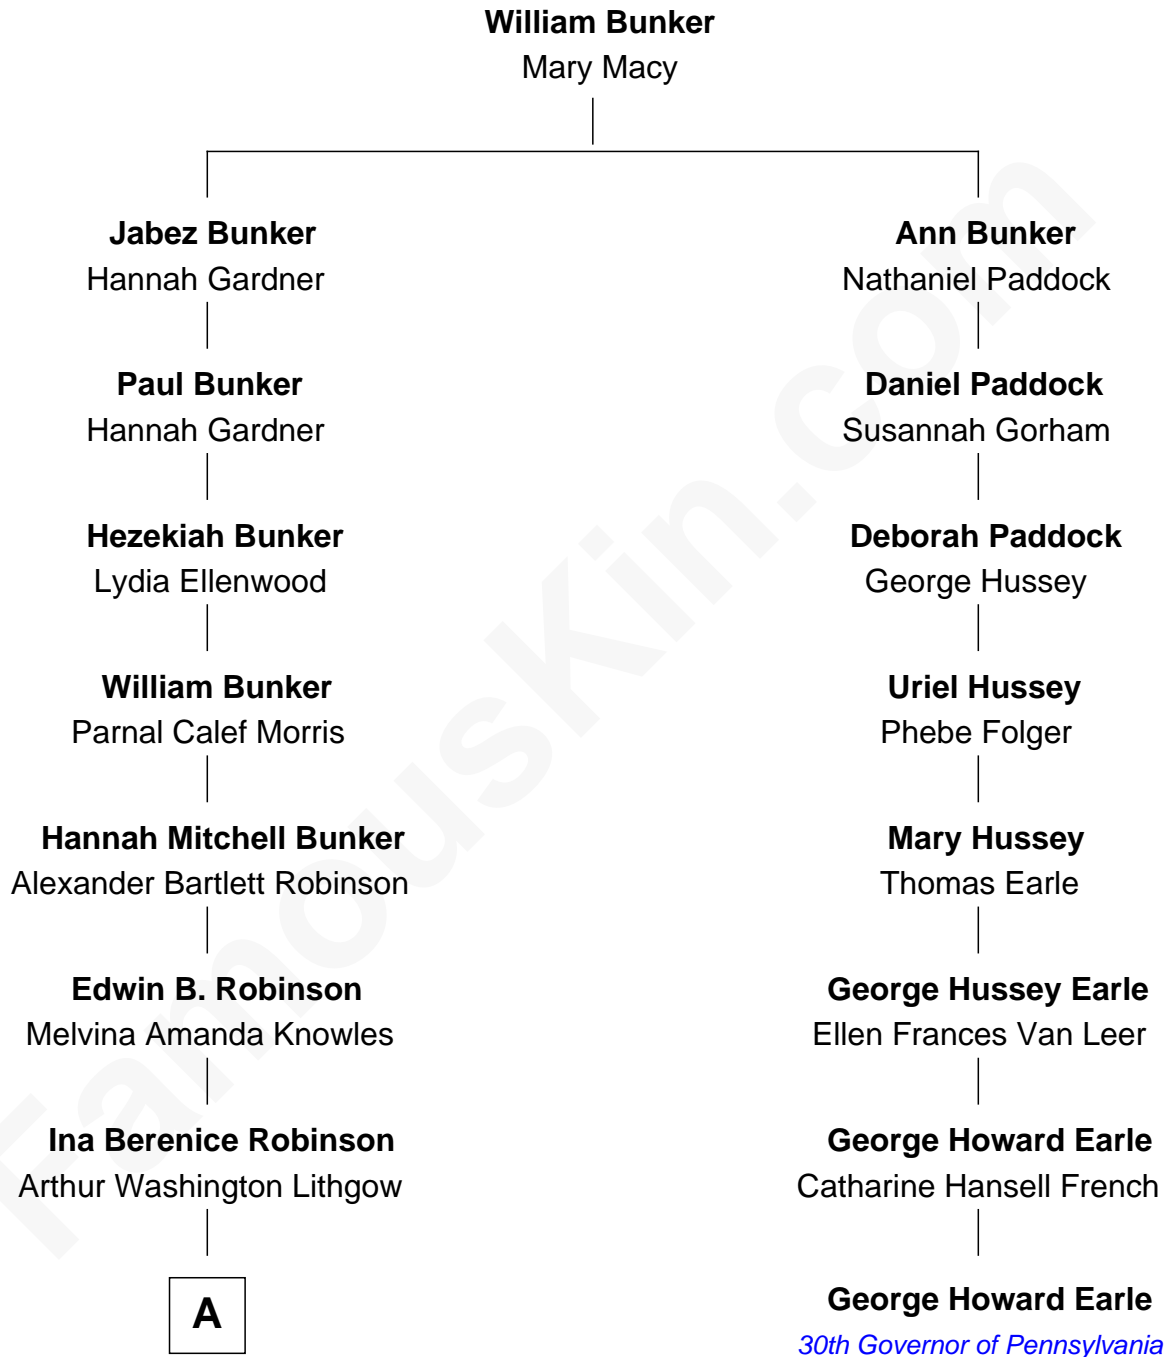 William Bunker
Mary Macy
Jabez Bunker
Hannah Gardner
Ann Bunker
Nathaniel Paddock
Paul Bunker
Hannah Gardner
Daniel Paddock
Susannah Gorham
Hezekiah Bunker
Lydia Ellenwood
Deborah Paddock
George Hussey
William Bunker
Parnal Calef Morris
Uriel Hussey
Phebe Folger
Hannah Mitchell Bunker
Alexander Bartlett Robinson
Mary Hussey
Thomas Earle
Edwin B. Robinson
Melvina Amanda Knowles
George Hussey Earle
Ellen Frances Van Leer
Ina Berenice Robinson
Arthur Washington Lithgow
George Howard Earle
Catharine Hansell French
A
George Howard Earle
30th Governor of Pennsylvania
FamousKin.com